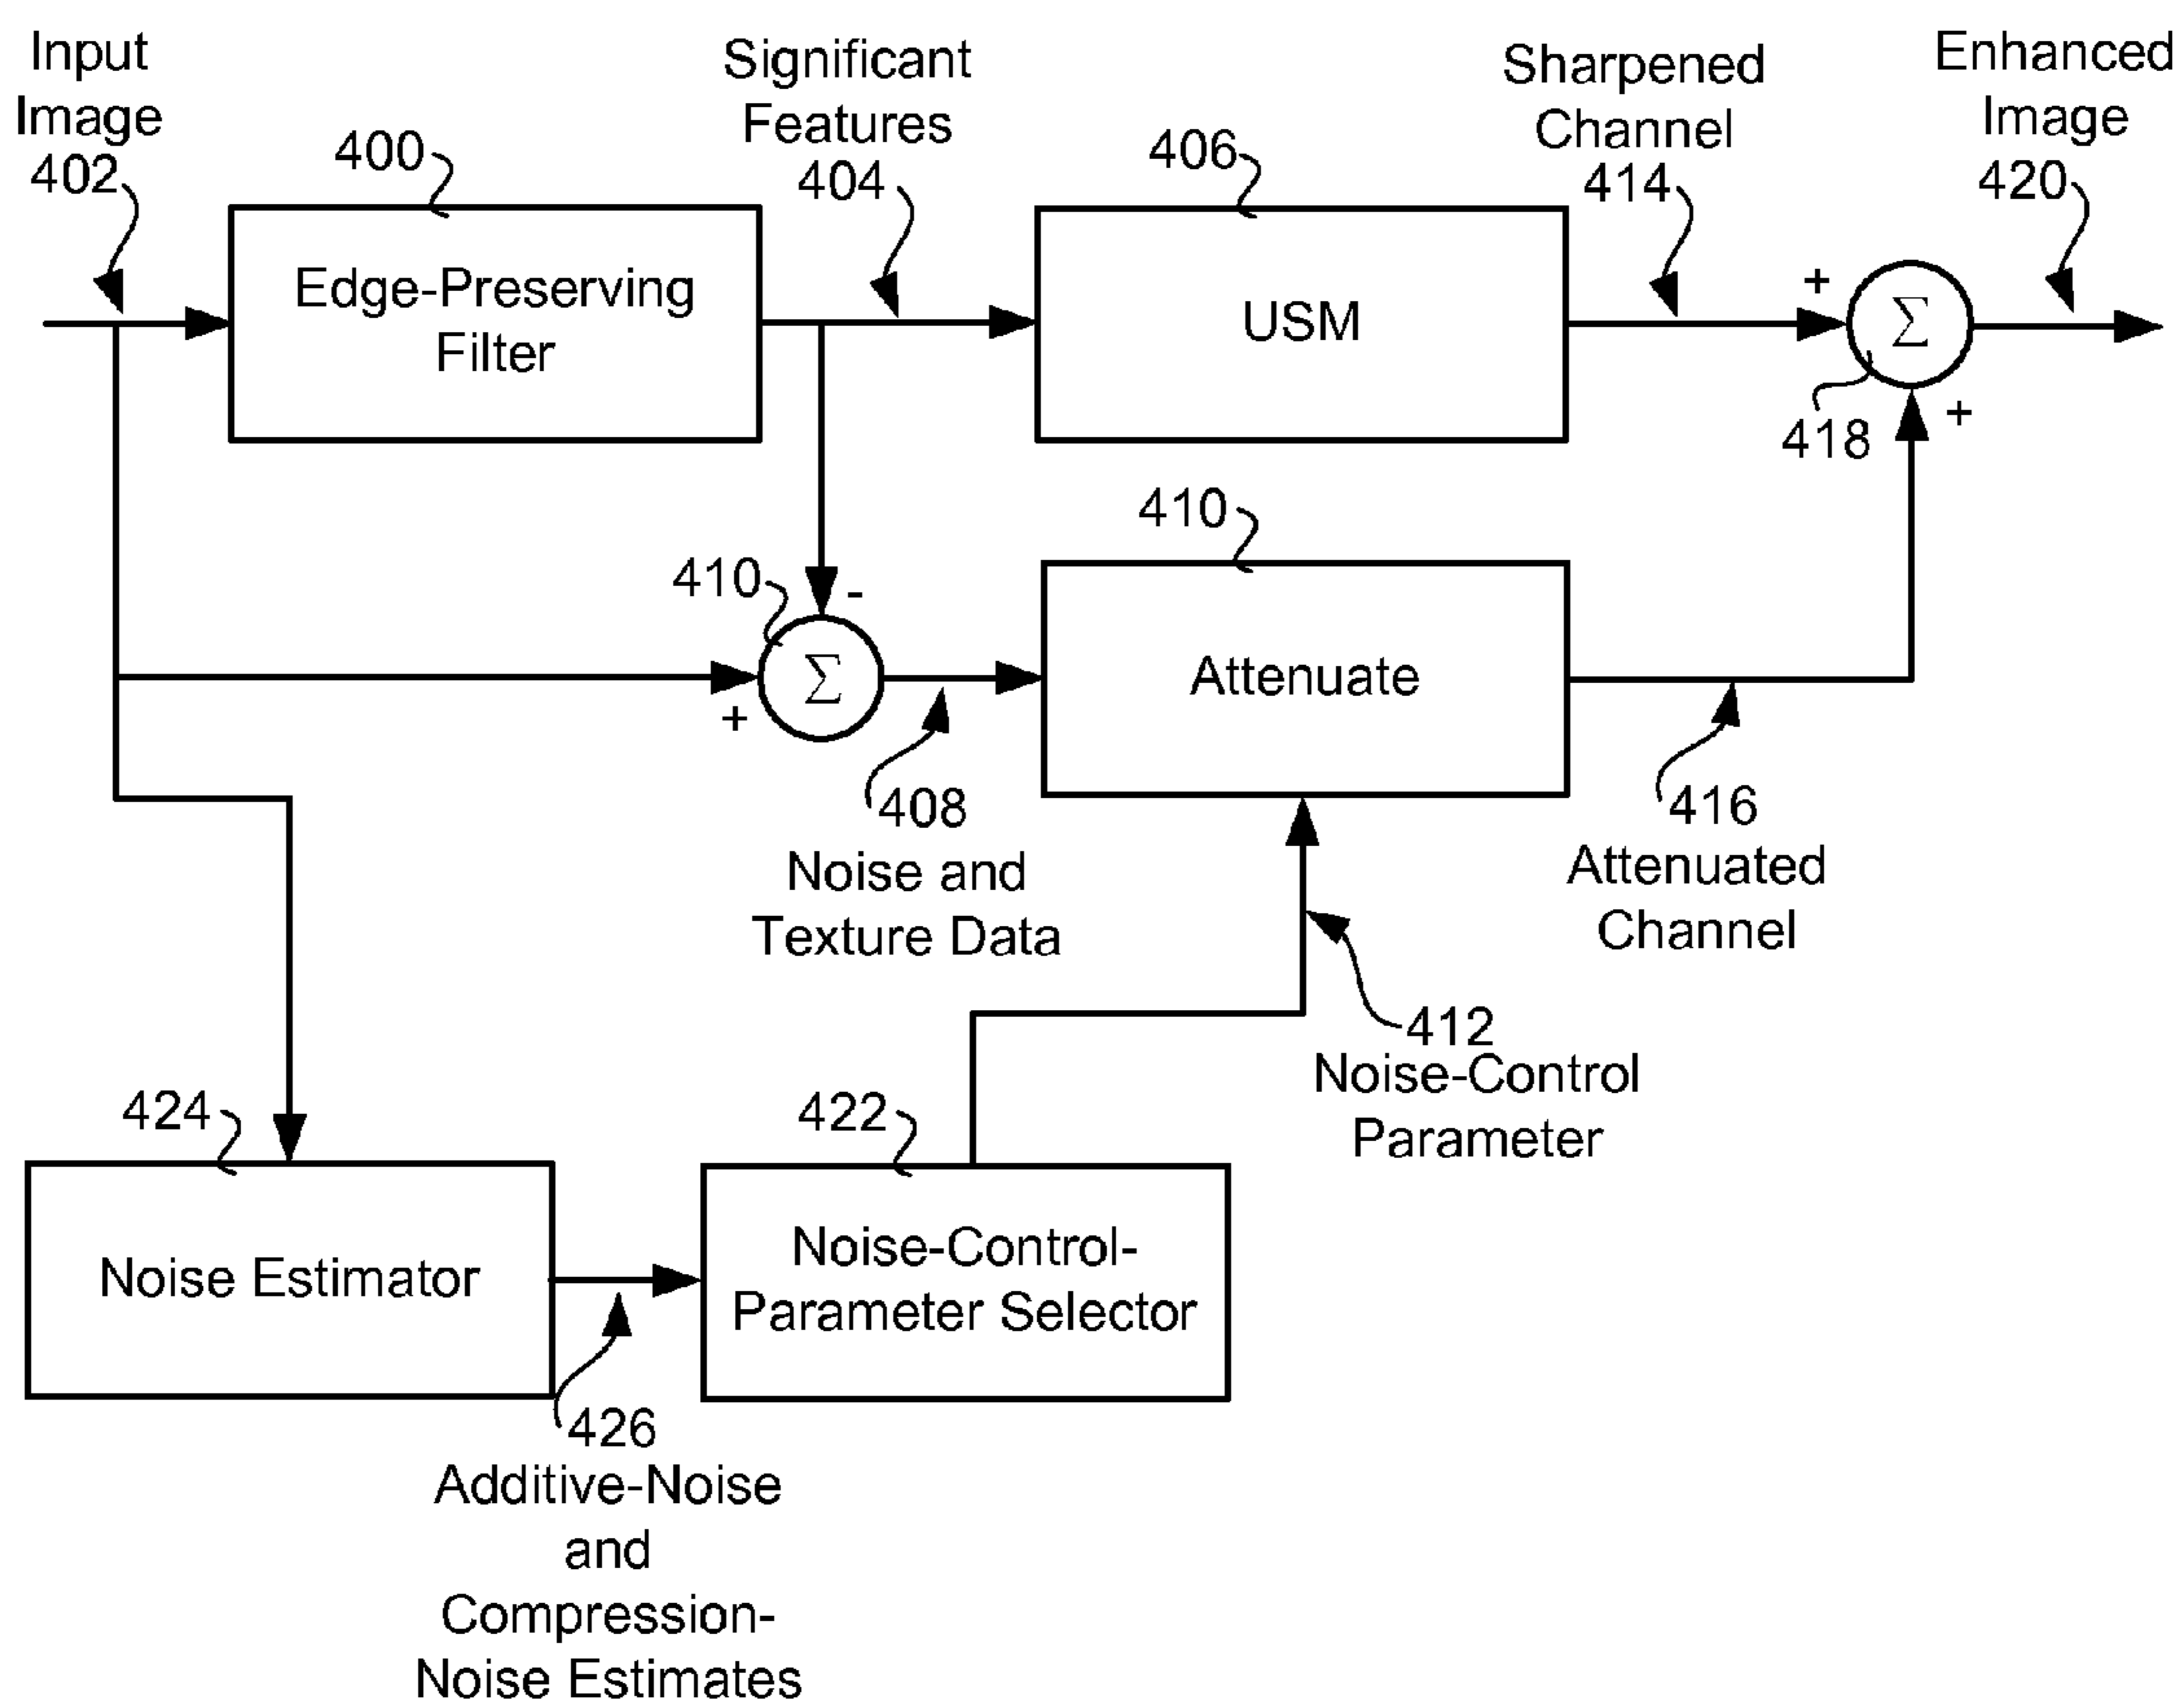 Input
Image
402
400
Significant
Features
404
406
Sharpened
Channel
414
Enhanced
Image
420
Edge-Preserving
Filter
USM
+
Σ
418
+
410
-
410
Σ
+
Attenuate
408
Noise and
Texture Data
416
Attenuated
Channel
412
Noise-Control
Parameter
424
Noise Estimator
422
Noise-Control-
Parameter Selector
426
Additive-Noise
and
Compression-
Noise Estimates